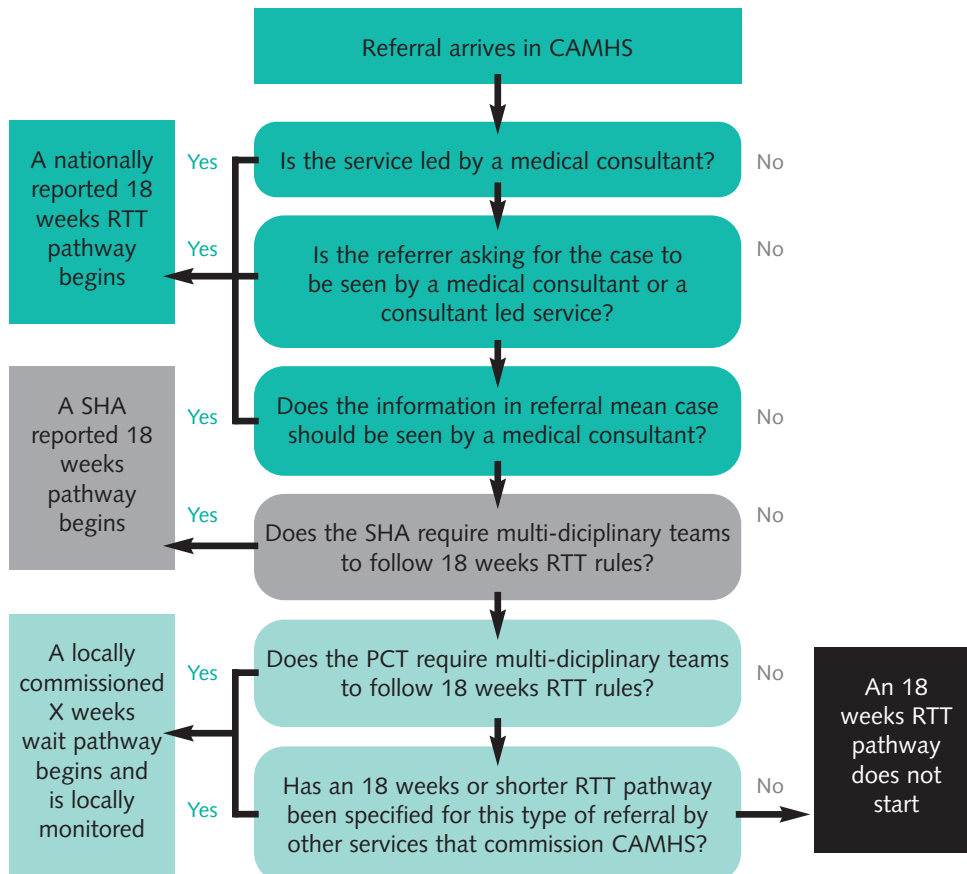 Referral arrives in CAMHS
A nationally
reported 18
weeks RTT
pathway
begins
Yes
Is the service led by a medical consultant?
No
Yes
Is the referrer asking for the case to
be seen by a medical consultant or a
consultant led service?
No
A SHA
reported 18
weeks
pathway
begins
Yes
Does the information in referral mean case
should be seen by a medical consultant?
No
Yes
Does the SHA require multi-diciplinary teams
to follow 18 weeks RTT rules?
No
A locally
commissioned
X weeks
wait pathway
begins and
is locally
monitored
Yes
Does the PCT require multi-diciplinary teams
to follow 18 weeks RTT rules?
No
Yes
Has an 18 weeks or shorter RTT pathway
been specified for this type of referral by
other services that commission CAMHS?
No
An 18
weeks RTT
pathway
does not
start